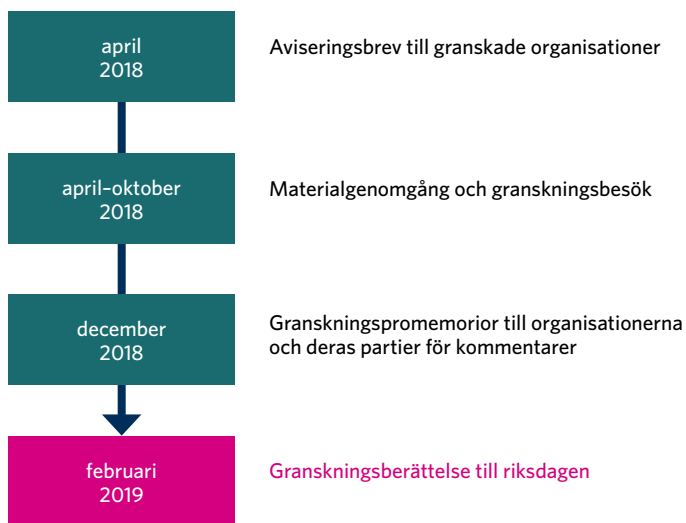 april
2018
Aviseringsbrev till granskade organisationer
april–oktober
2018
Materialgenomgång och granskningsbesök
december
2018
Granskningspromemorior till organisationerna
och deras partier för kommentarer
februari
2019
Granskningsberättelse till riksdagen